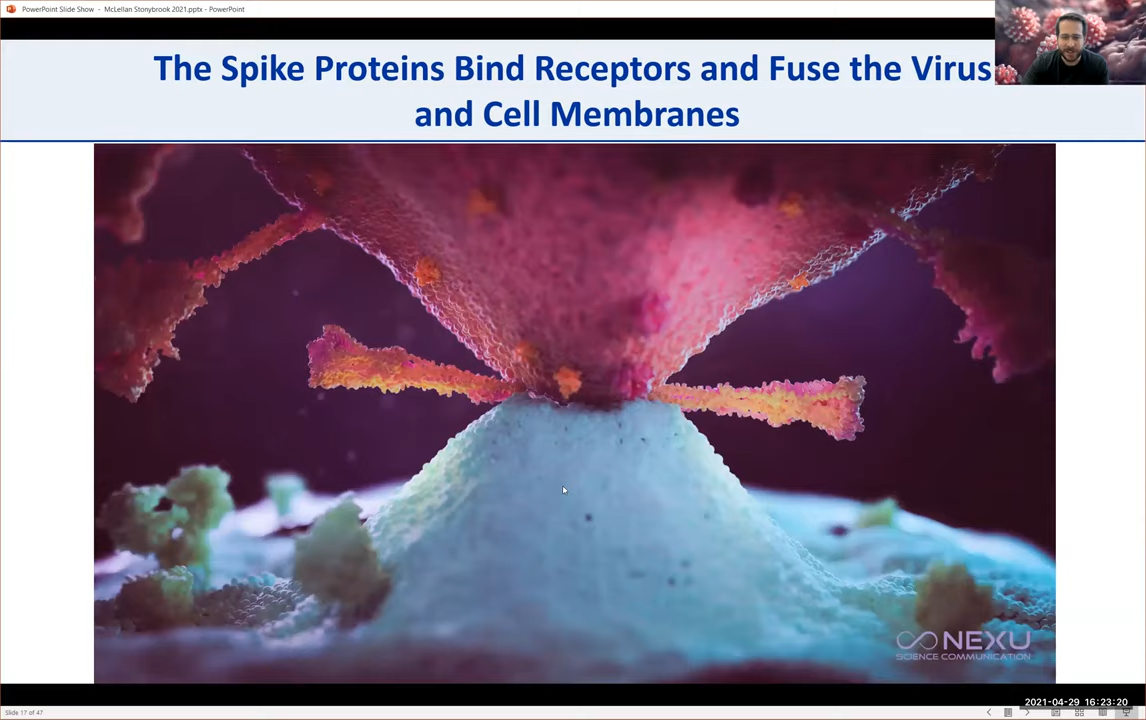 PowerPoint Slide Show - McLellan Stonybrook 2021.pptx - PowerPoint
The Spike Proteins Bind Receptors and Fuse the Virus
and Cell Membranes
NEXU
SCIENCE COMMUNICATION
2021-04-29 16:23:20
Slide 17 of 47